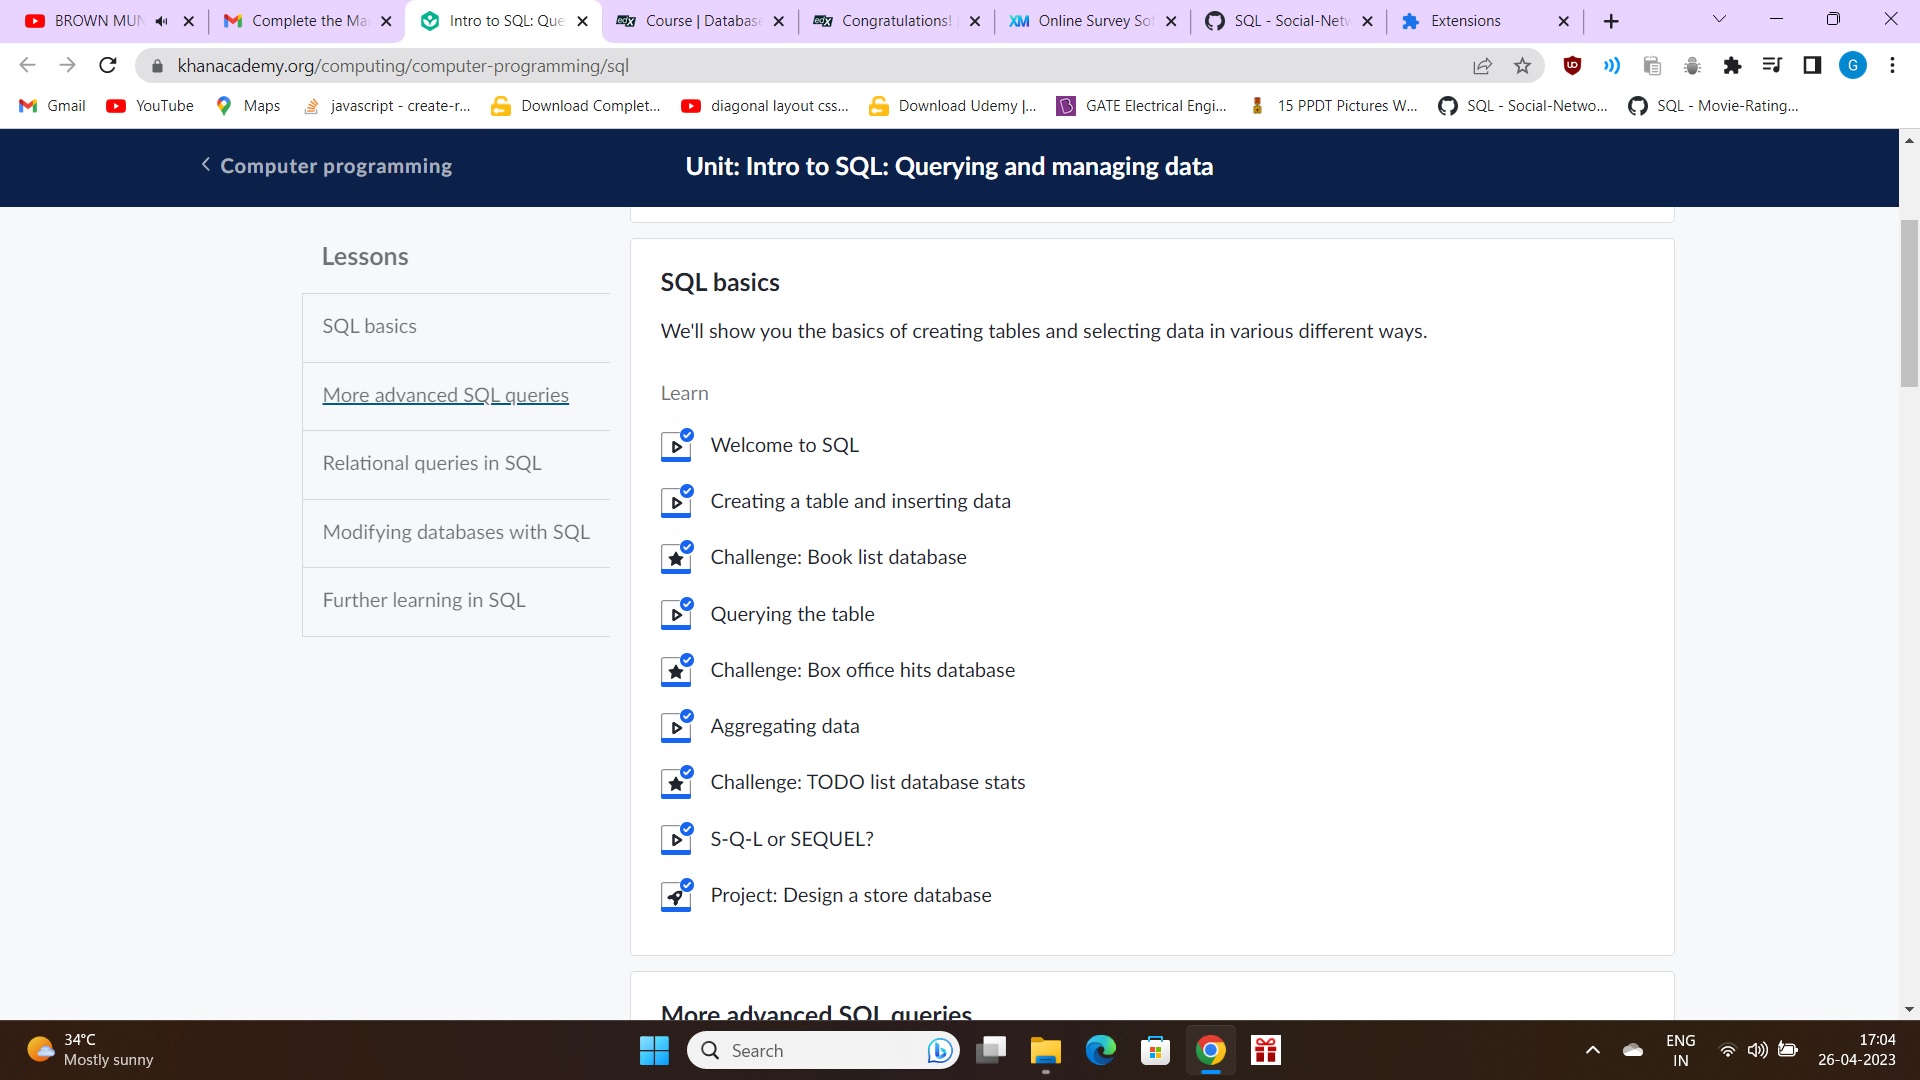 BROWN MUN
Complete the Ma
Intro to SQL: Que
Course | Database
Congratulations! |
Online Survey Sof
SQL - Social-Netw
Extensions
khanacademy.org/computing/computer-programming/sql
G
Gmail
YouTube
Maps
javascript - create-r...
Download Complet...
diagonal layout css...
Download Udemy |...
GATE Electrical Engi...
15 PPDT Pictures W...
SQL - Social-Netwo...
SQL - Movie-Rating...
Computer programming
Unit: Intro to SQL: Querying and managing data
Lessons
SQL basics
More advanced SQL queries
Relational queries in SQL
Modifying databases with SQL
Further learning in SQL
SQL basics
We'll show you the basics of creating tables and selecting data in various different ways.
Learn
Welcome to SQL
Creating a table and inserting data
Challenge: Book list database
Querying the table
Challenge: Box office hits database
Aggregating data
Challenge: TODO list database stats
S-Q-L or SEQUEL?
Project: Design a store database
More advanced SQL queries
34°C
Mostly sunny
Search
ENG
IN
17:04
26-04-2023